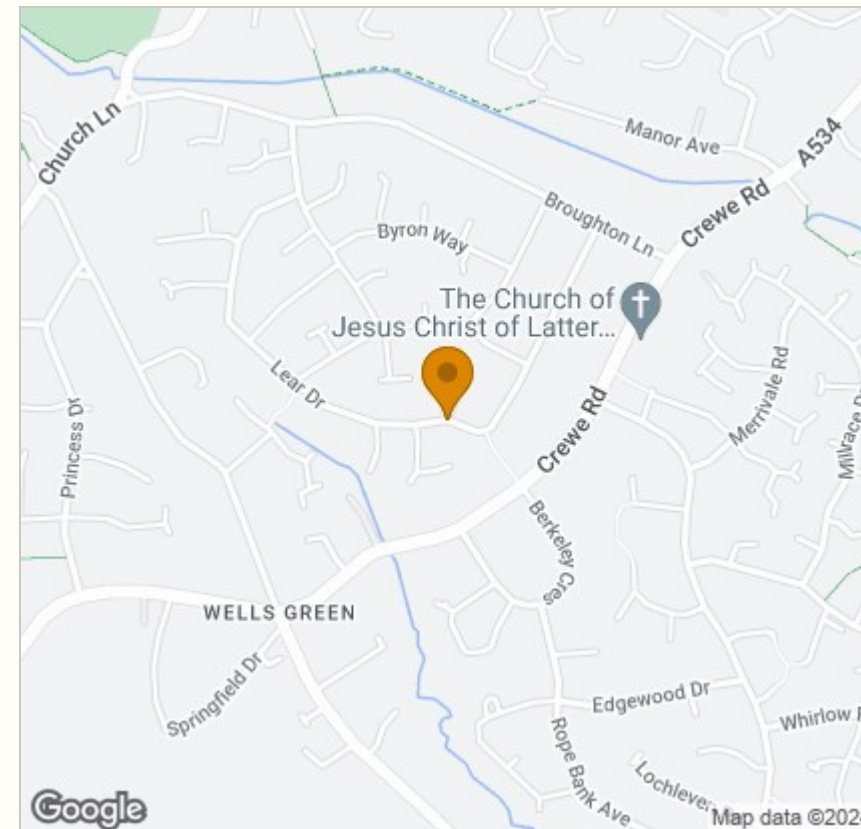 Church Ln
Manor Ave
A534
Broughton Ln
Crewe Rd
Byron Way
The Church of
Jesus Christ of Latter...
Lear Dr
Merrivale Rd
Princess Dr
Crewe Rd
Berkeley Cres
WELLS GREEN
Springfield Dr
Edgewood Dr
Rope Bank Ave
Google
Map data ©202